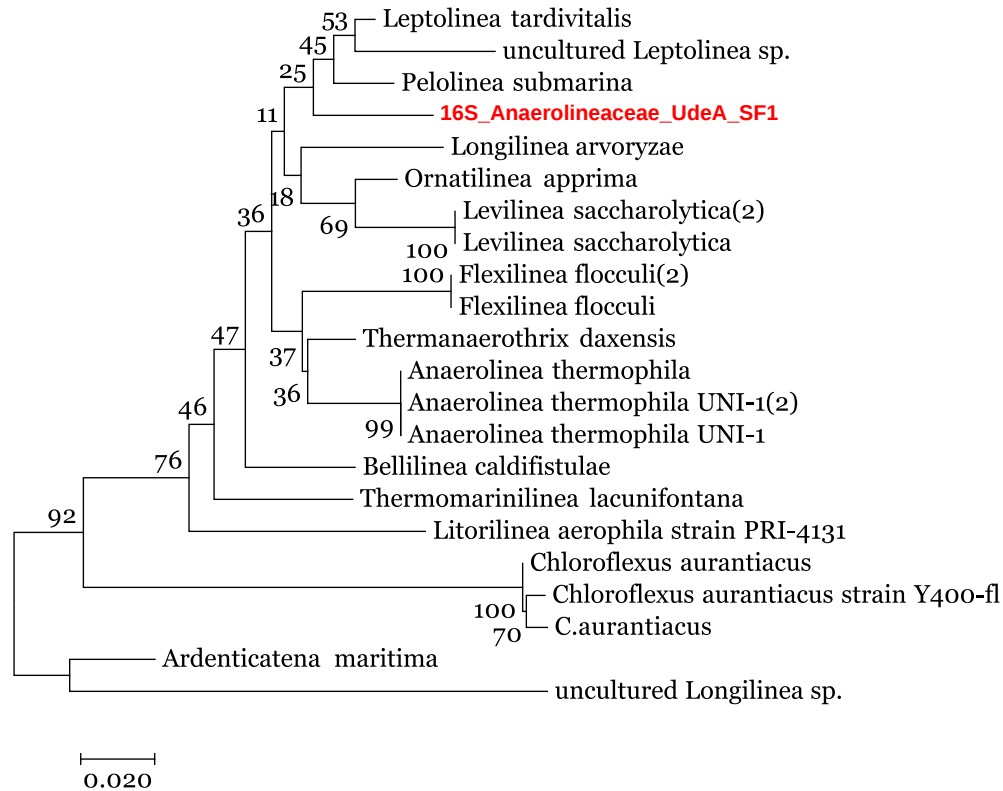 53
Leptolinea tardivitalis
45
uncultured Leptolinea sp.
25
Pelolinea submarina
11
16S_Anaerolineaceae_UdeA_SF1
Longilinea arvoryzae
Ornatilinea apprima
18
36
69
Levilinea saccharolytica(2)
100
Levilinea saccharolytica
100
Flexilinea flocculi(2)
Flexilinea flocculi
47
Thermanaerothrix daxensis
37
Anaerolinea thermophila
36
Anaerolinea thermophila UNI-1(2)
46
99
Anaerolinea thermophila UNI-1
76
Bellilinea caldifistulae
Thermomarinilinea lacunifontana
92
Litorilinea aerophila strain PRI-4131
Chloroflexus aurantiacus
100
Chloroflexus aurantiacus strain Y400-fl
70
C.aurantiacus
Ardenticatena maritima
uncultured Longilinea sp.
0.020